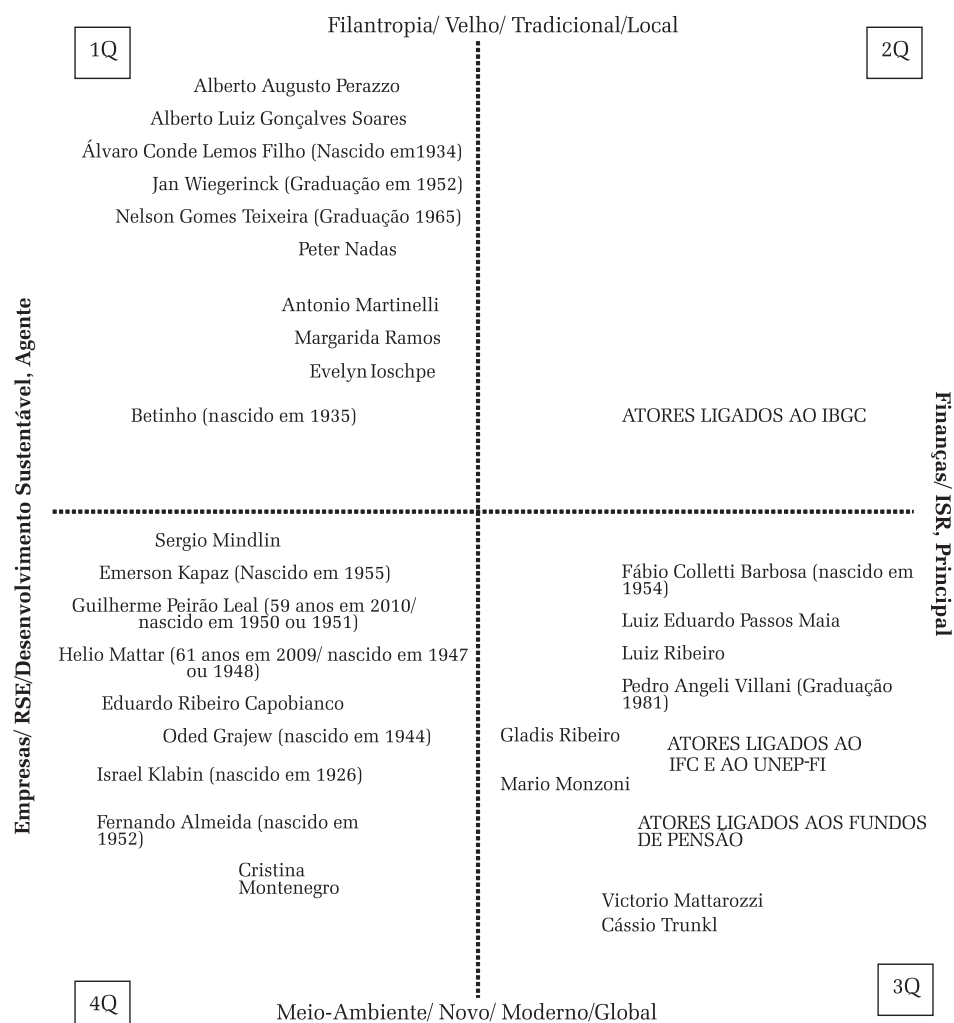 Filantropia/ Velho/ Tradicional/Local
1Q
2Q
Alberto Augusto Perazzo
Alberto Luiz Gonçalves Soares
Álvaro Conde Lemos Filho (Nascido em1934)
Jan Wiegerinck (Graduação em 1952)
Nelson Gomes Teixeira (Graduação 1965)
Peter Nadas
Antonio Martinelli
Margarida Ramos
Evelyn Ioschpe
Betinho (nascido em 1935)
ATORES LIGADOS AO IBGC
Empresas/ RSE/Desenvolvimento Sustentável, Agente
Finanças/ ISR, Principal
Sergio Mindlin
Emerson Kapaz (Nascido em 1955)
Guilherme Peirão Leal (59 anos em 2010/
nascido em 1950 ou 1951)
Helio Mattar (61 anos em 2009/ nascido em 1947
ou 1948)
Eduardo Ribeiro Capobianco
Oded Grajew (nascido em 1944)
Israel Klabin (nascido em 1926)
Fernando Almeida (nascido em
1952)
Cristina
Montenegro
Fábio Colletti Barbosa (nascido em
1954)
Luiz Eduardo Passos Maia
Luiz Ribeiro
Pedro Angeli Villani (Graduação
1981)
Gladis Ribeiro
ATORES LIGADOS AO
IFC E AO UNEP-FI
Mario Monzoni
ATORES LIGADOS AOS FUNDOS
DE PENSÃO
Victorio Mattarozzi
Cássio Trunkl
4Q
3Q
Meio-Ambiente/ Novo/ Moderno/Global